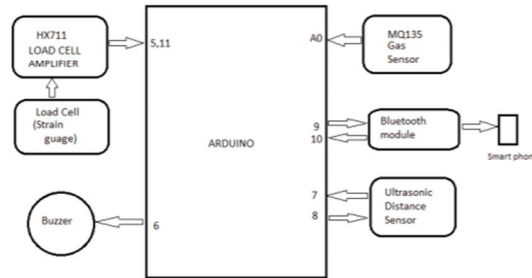 HX711
LOAD CELL
AMPLIFIER
5,11
A0
MQ135
Gas
Sensor
Load Cell
(Strain
guage)
ARDUINO
9
10
Bluetooth
module
Smart phon
7
8
Ultrasonic
Distance
Sensor
Buzzer
6